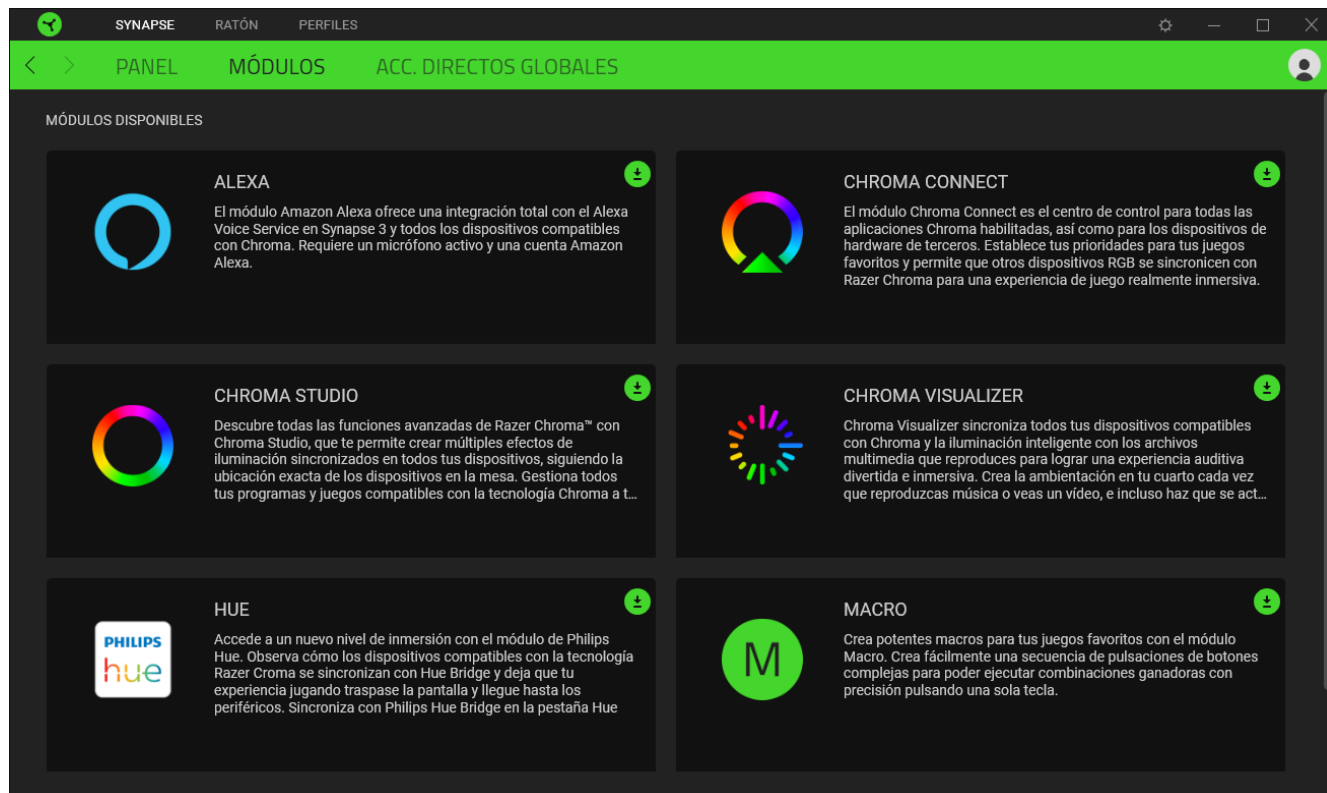 SYNAPSE RATÓN PERFILES
PANEL MÓDULOS ACC. DIRECTOS GLOBALES
MÓDULOS DISPONIBLES
ALEXA
El módulo Amazon Alexa ofrece una integración total con el Alexa
Voice Service en Synapse 3 y todos los dispositivos compatibles
con Chroma. Requiere un micrófono activo y una cuenta Amazon
Alexa.
CHROMA CONNECT
El módulo Chroma Connect es el centro de control para todas las
aplicaciones Chroma habilitadas, así como para los dispositivos de
hardware de terceros. Establece tus prioridades para tus juegos
favoritos y permite que otros dispositivos RGB se sincronicen con
Razer Chroma para una experiencia de juego realmente inmersiva.
CHROMA STUDIO
Descubre todas las funciones avanzadas de Razer Chroma™ con
Chroma Studio, que te permite crear múltiples efectos de
iluminación sincronizados en todos tus dispositivos, siguiendo la
ubicación exacta de los dispositivos en la mesa. Gestiona todos
tus programas y juegos compatibles con la tecnología Chroma a t...
CHROMA VISUALIZER
Chroma Visualizer sincroniza todos tus dispositivos compatibles
con Chroma y la iluminación inteligente con los archivos
multimedia que reproduces para lograr una experiencia auditiva
divertida e inmersiva. Crea la ambientación en tu cuarto cada vez
que reproduzcas música o veas un vídeo, e incluso haz que se act...
PHILIPS
hue
HUE
Accede a un nuevo nivel de inmersión con el módulo de Philips
Hue. Observa cómo los dispositivos compatibles con la tecnología
Razer Croma se sincronizan con Hue Bridge y deja que tu
experiencia jugando traspase la pantalla y llegue hasta los
periféricos. Sincroniza con Philips Hue Bridge en la pestaña Hue
M
MACRO
Crea potentes macros para tus juegos favoritos con el módulo
Macro. Crea fácilmente una secuencia de pulsaciones de botones
complejas para poder ejecutar combinaciones ganadoras con
precisión pulsando una sola tecla.